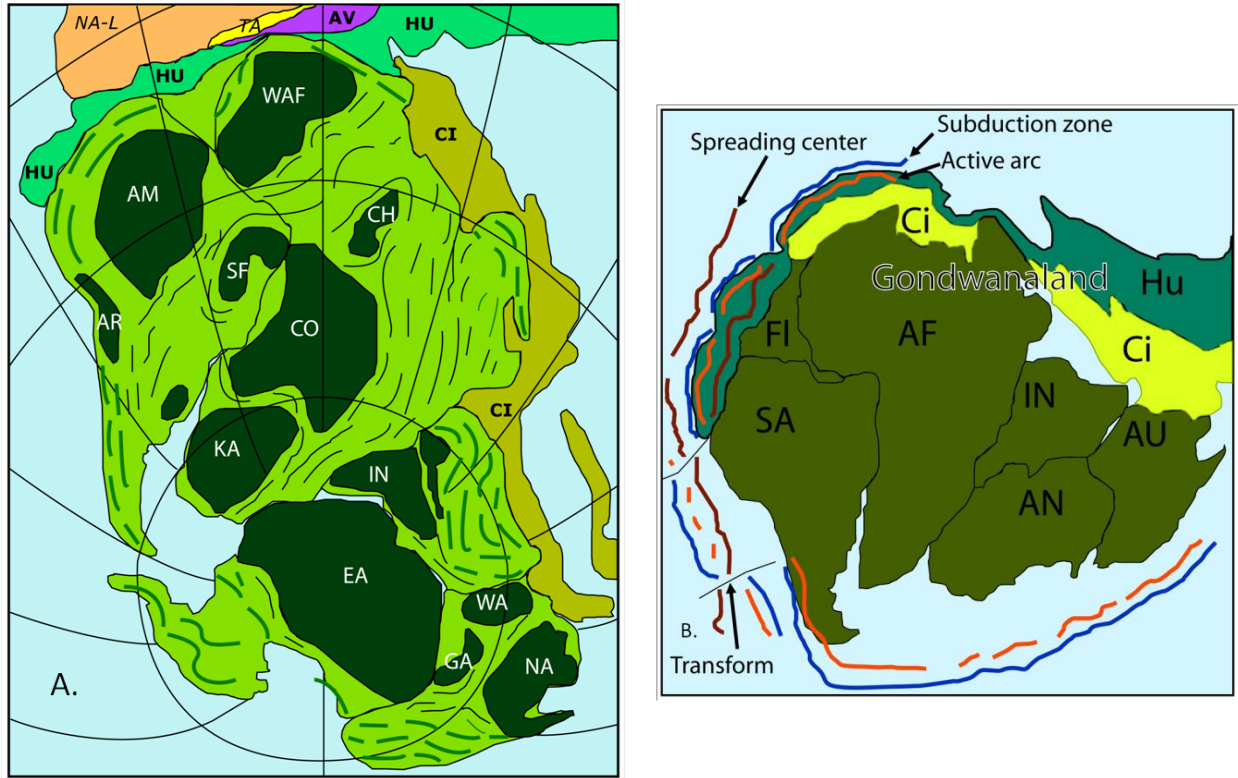 NA-L
TA
AV
HU
HU
HU
WAF
CI
AM
CH
SF
AR
CO
CI
KA
IN
EA
WA
GA
NA
A.
Spreading center
Subduction zone
Active arc
Ci
Gondwanaland
Hu
Fl
AF
Ci
SA
IN
AU
AN
B.
Transform